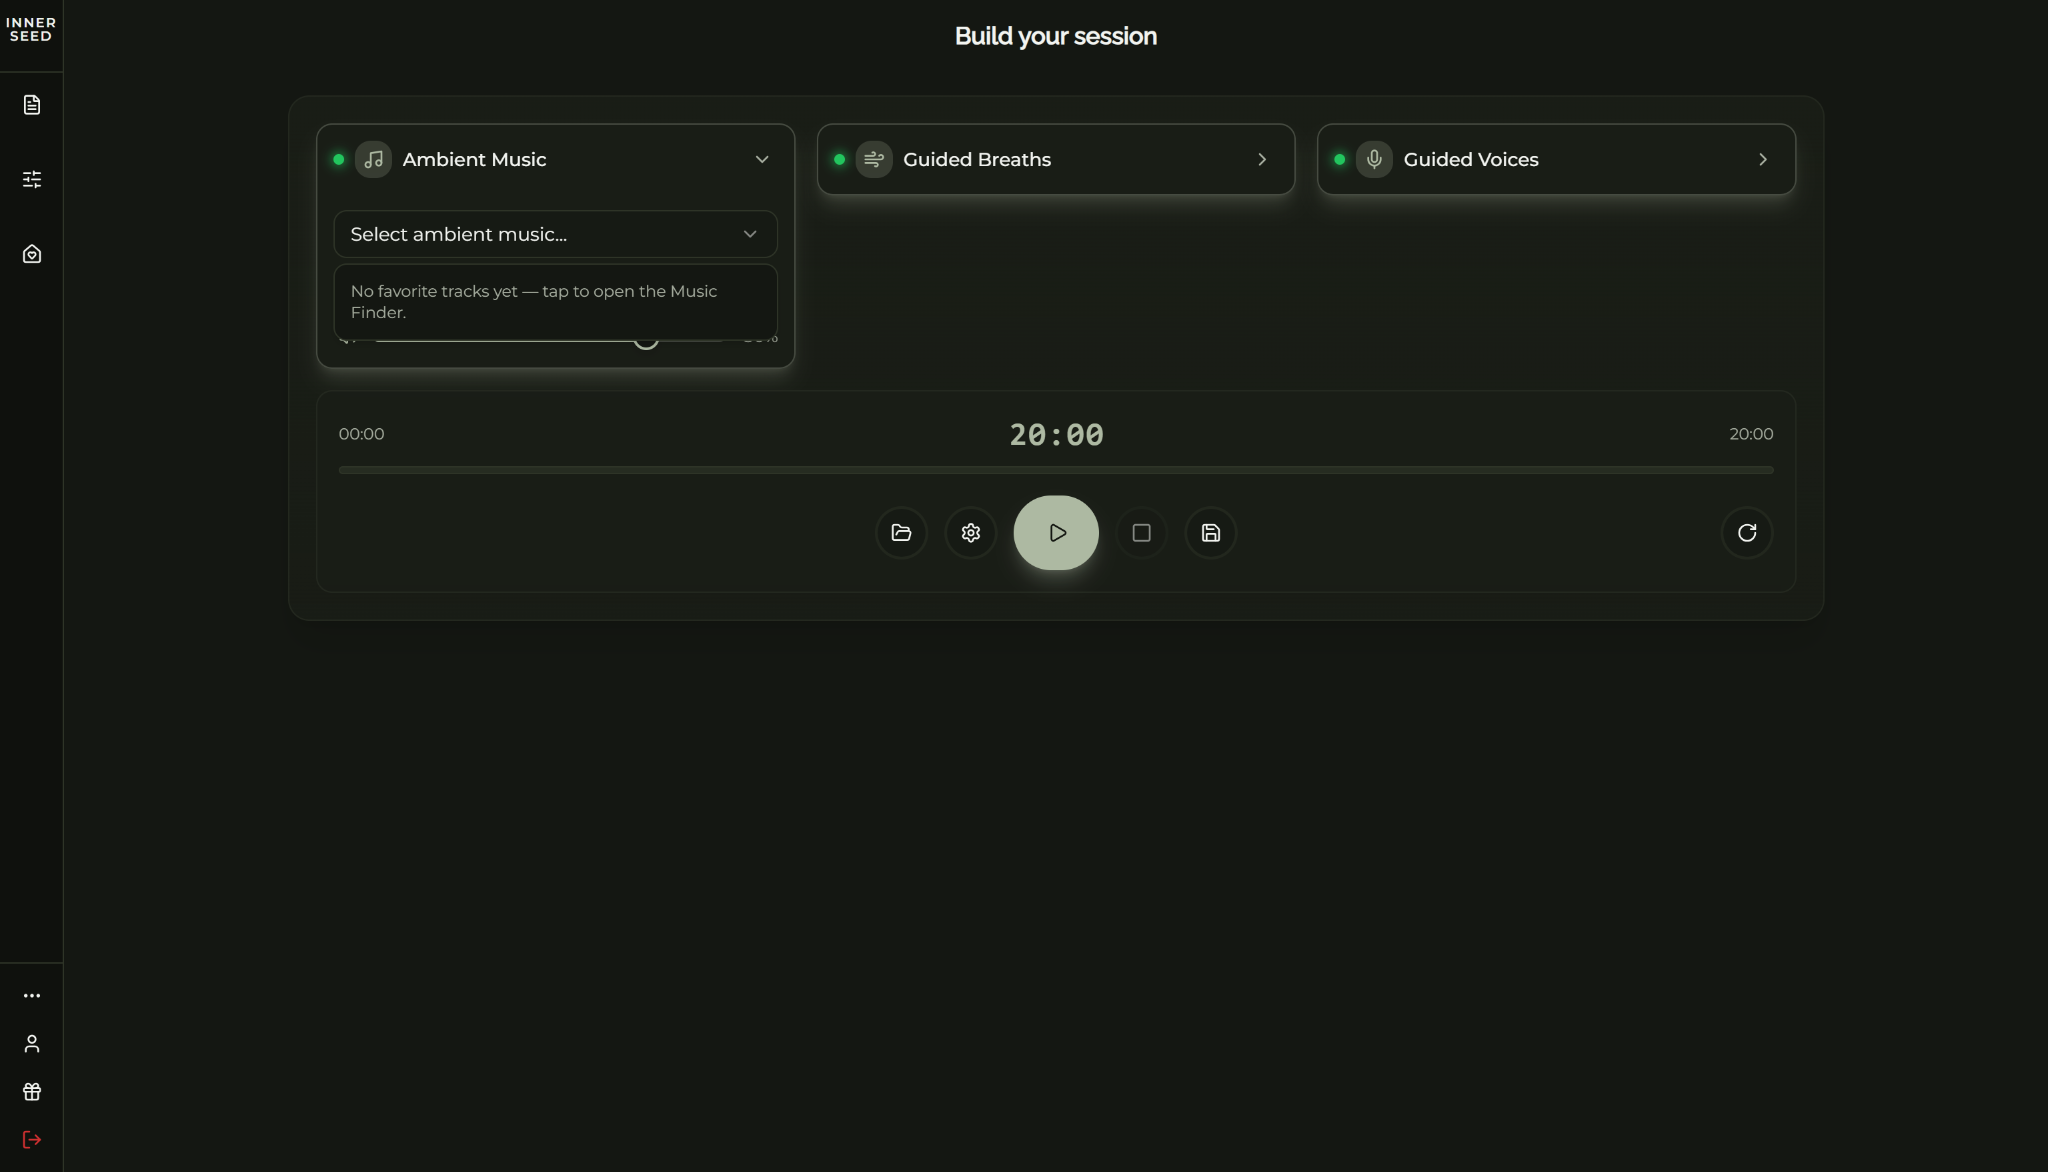 INNER
SEED
Build your session
Ambient Music
Guided Breaths
Guided Voices
Select ambient music...
No favorite tracks yet — tap to open the Music
Finder.
00:00
20:00
20:00